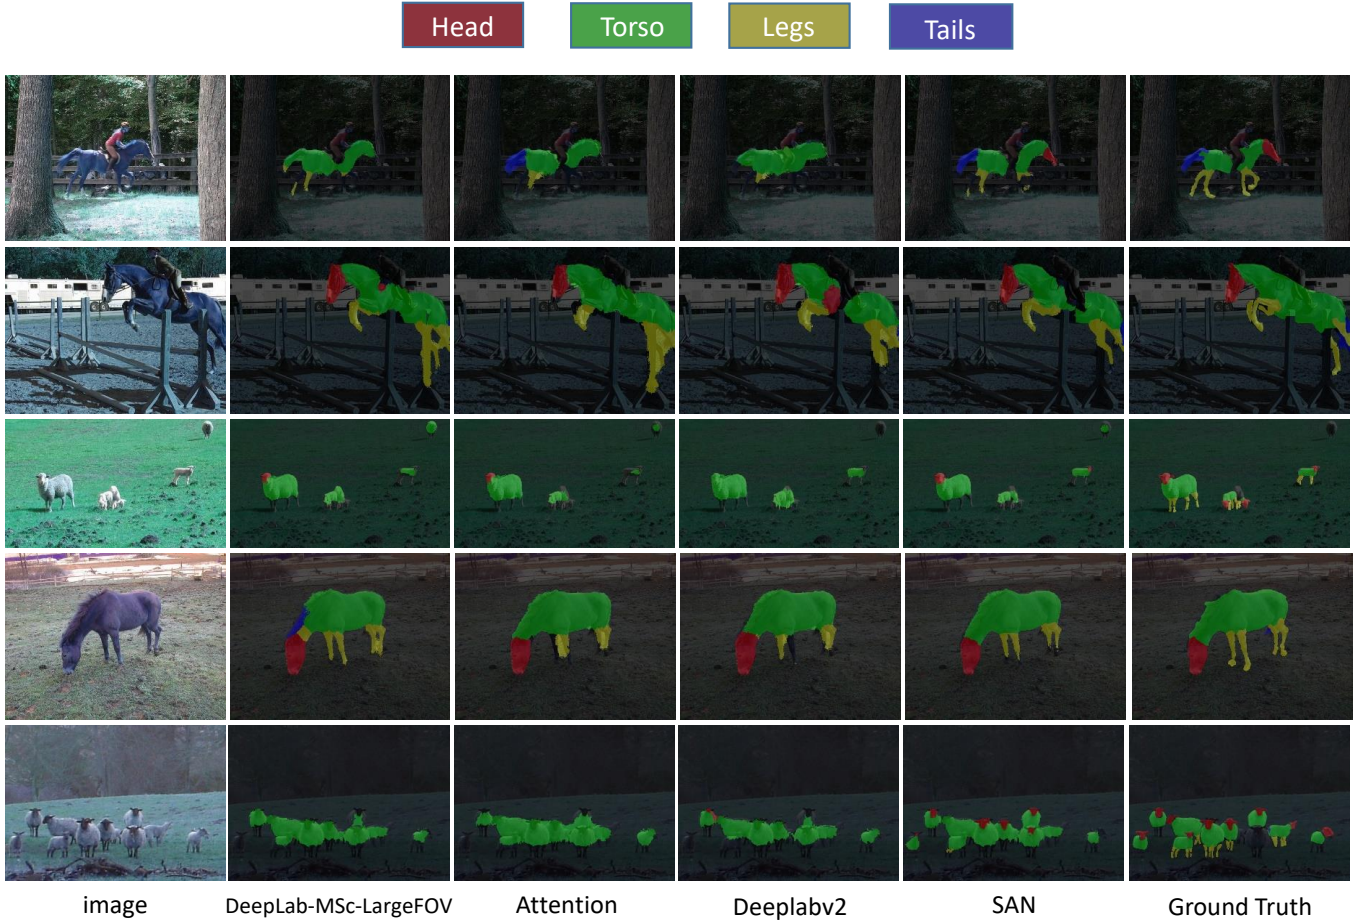 Head Torso Legs Tails
image DeepLab-MSc-LargeFOV Attention Deeplabv2 SAN Ground Truth